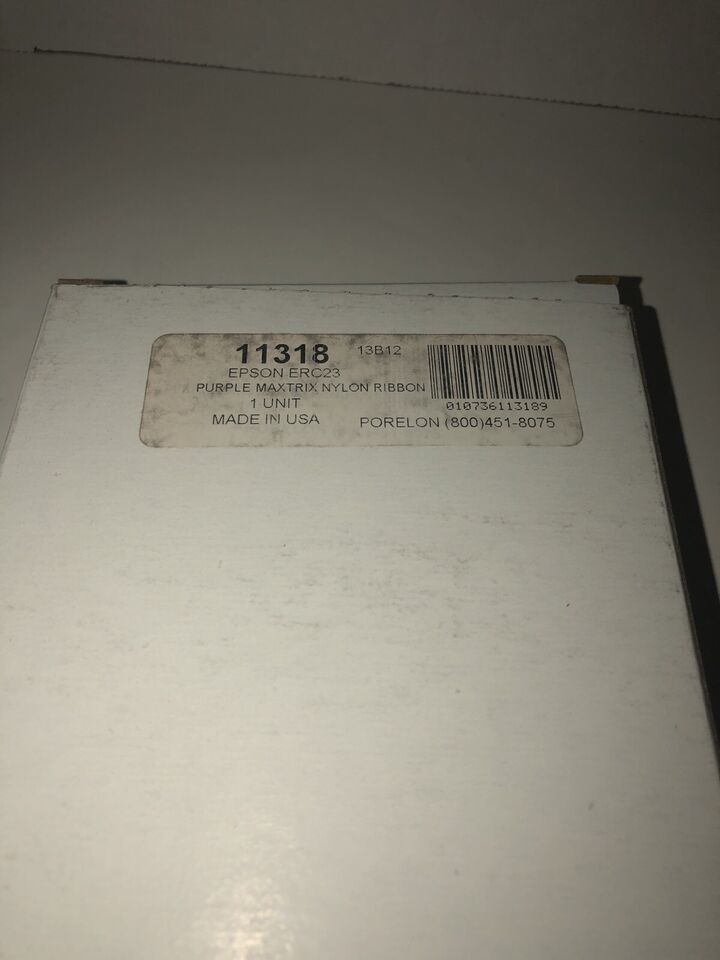 11318 13B12
EPSON ERC23
PURPLE MAXTRIX NYLON RIBBON
1 UNIT
010736113189
MADE IN USA PORELON (800)451-8075